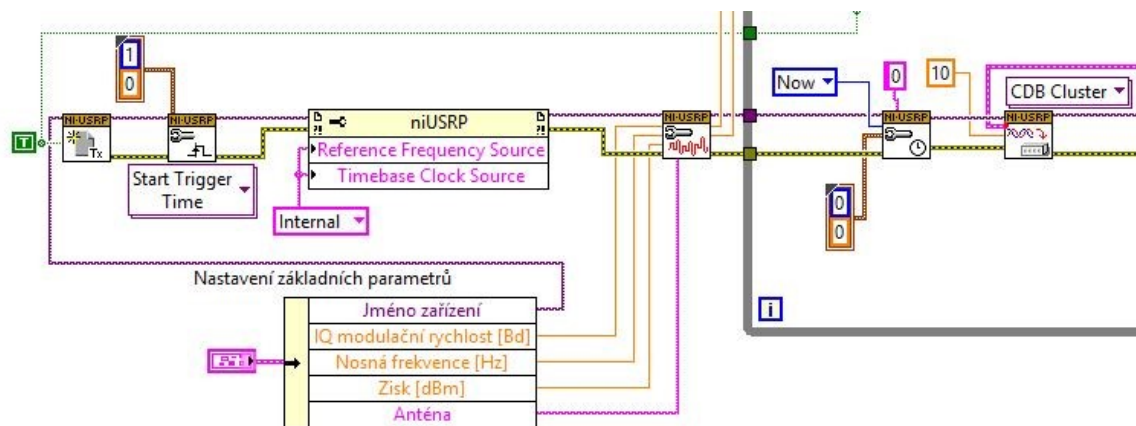 1
0
NI-USRP
Tx
T
NI-USRP
Start Trigger
Time
niUSRP
Reference Frequency Source
Timebase Clock Source
Internal
NI-USRP
Now
0
10
CDB Cluster
NI-USRP
NI-USRP
0
0
i
Nastavení základních parametrů
Jméno zařízení
IQ modulační rychlost [Bd]
Nosná frekvence [Hz]
Zisk [dBm]
Anténa